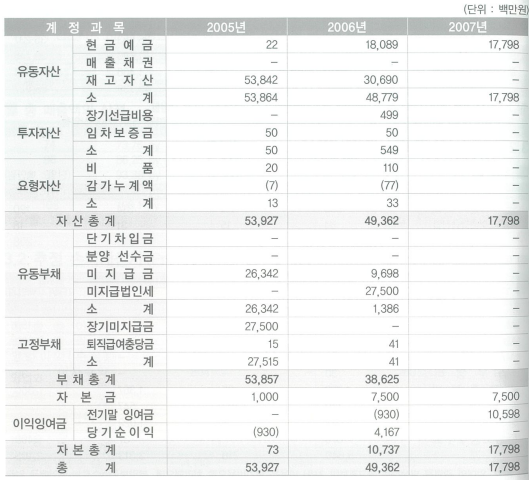 (단위 : 백만원)
계 정 과 목 2005년 2006년 2007년
유동자산 현 금 예 금 22 18,089 17,798
매 출 채 권 – – –
재 고 자 산 53,842 30,690 –
소 계 53,864 48,779 17,798
투자자산 장기선급비용 – 499 –
임 차 보 증 금 50 50 –
소 계 50 549 –
요형자산 비 품 20 110 –
감 가 누 계 액 (7) (77) –
소 계 13 33 –
자 산 총 계 53,927 49,362 17,798
유동부채 단 기 차 입 금 – – –
분양 선수금 – – –
미 지 급 금 26,342 9,698 –
미지급법인세 – 27,500 –
소 계 26,342 1,386 –
고정부채 장기미지급금 27,500 – –
퇴직급여충당금 15 41 –
소 계 27,515 41 –
부 채 총 계 53,857 38,625 –
자 본 금 1,000 7,500 7,500
이익잉여금 전기말 잉여금 – (930) 10,598
당 기 순 이 익 (930) 4,167 –
자 본 총 계 73 10,737 17,798
총 계 53,927 49,362 17,798